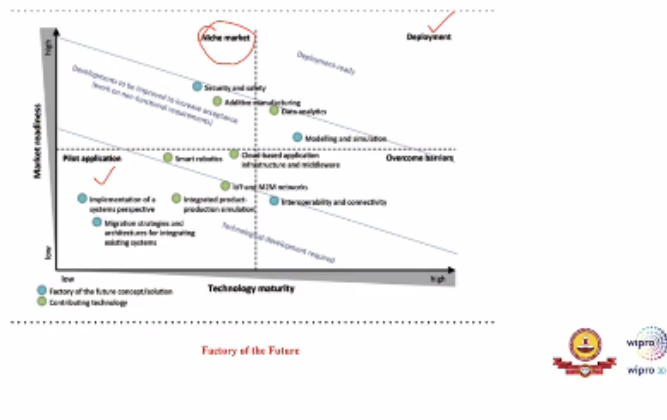 Niche market
Deployment
Deployment-ready
high
Developments to be improved to increase acceptance
(work on non-functional requirements)
Security and safety
Additive manufacturing
Data analytics
Modelling and simulation
Market readiness
Pilot application
Smart robotics
Cloud-based application
infrastructure and middleware
Overcome barriers
IoT and M2M networks
Implementation of a
systems perspective
Integrated product-
production simulation
Interoperability and connectivity
Migration strategies and
architectures for integrating
existing systems
Technological development required
low
low
Technology maturity
high
Factory of the future concept/solution
Contributing technology
Factory of the Future
wipro
wipro